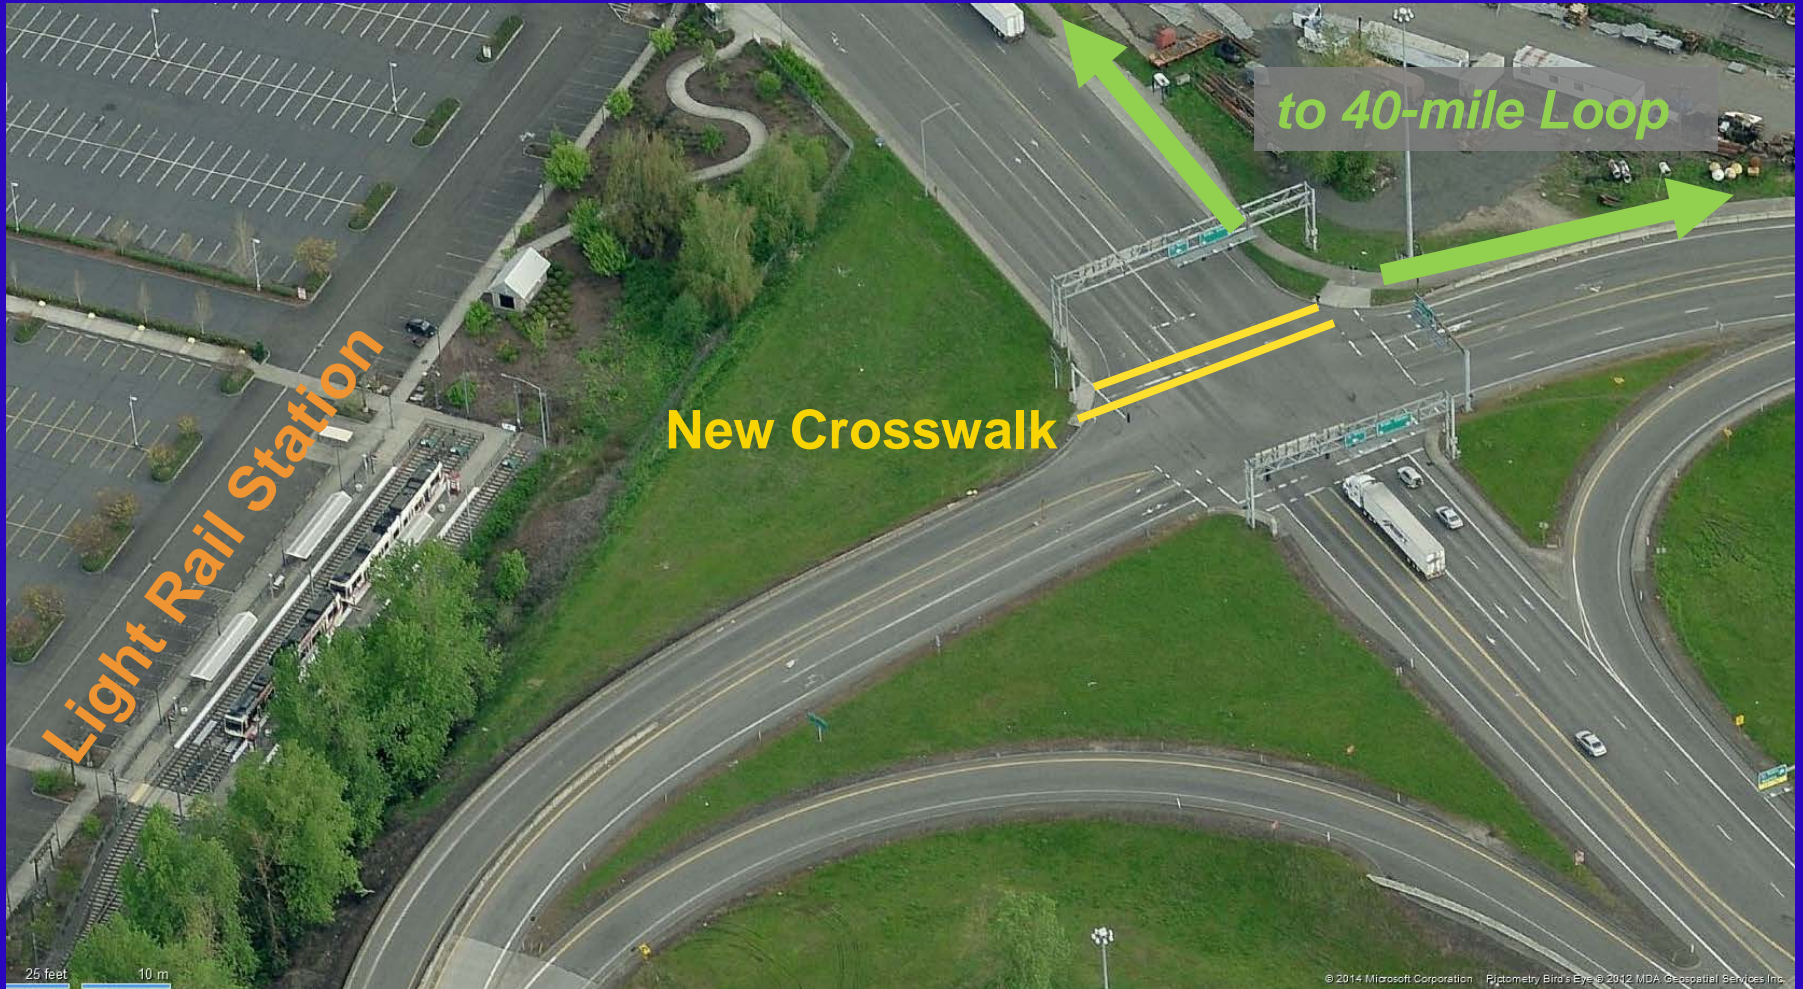 to 40-mile Loop
New Crosswalk
Light Rail Station
25 feet
10 m
© 2014 Microsoft Corporation Pictometry Bird's Eye © 2012 MDA Geospatial Services Inc.